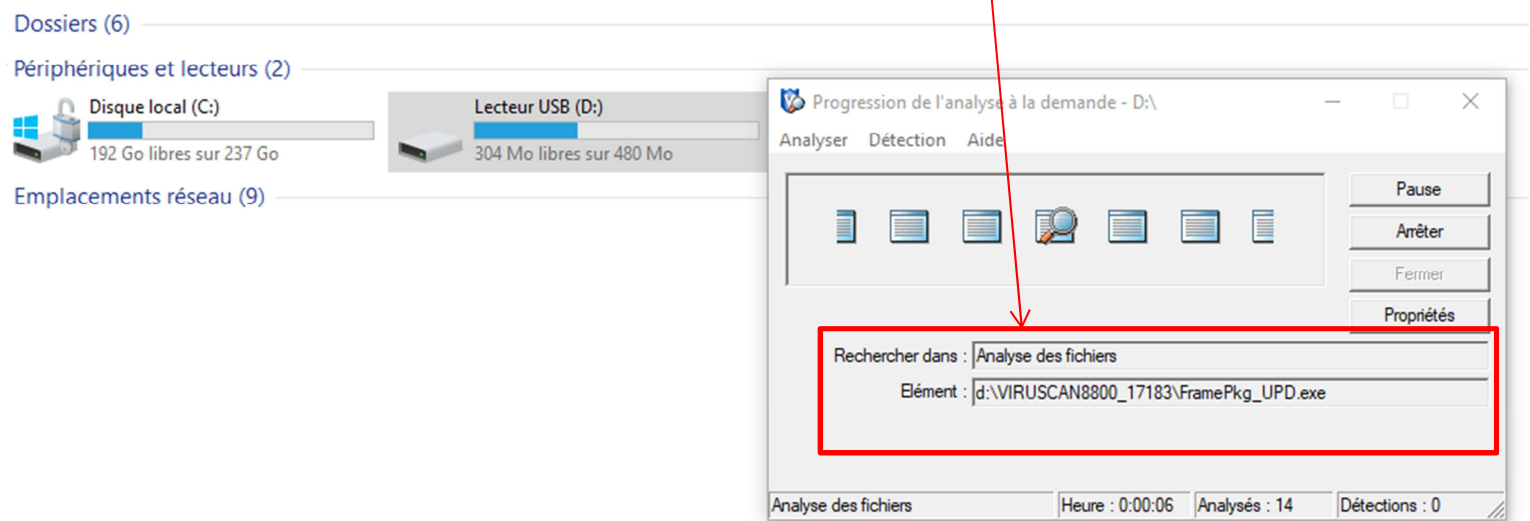 Dossiers (6)
Périphériques et lecteurs (2)
Disque local (C:)
192 Go libres sur 237 Go
Lecteur USB (D:)
304 Mo libres sur 480 Mo
Emplacements réseau (9)
Progression de l'analyse à la demande - D:\
Analyser Détection Aide
Pause
Arrêter
Fermer
Propriétés
Rechercher dans : Analyse des fichiers
Elément : d:\VIRUSCAN8800_17183\FramePkg_UPD.exe
Analyse des fichiers Heure : 0:00:06 Analysés : 14 Détections : 0